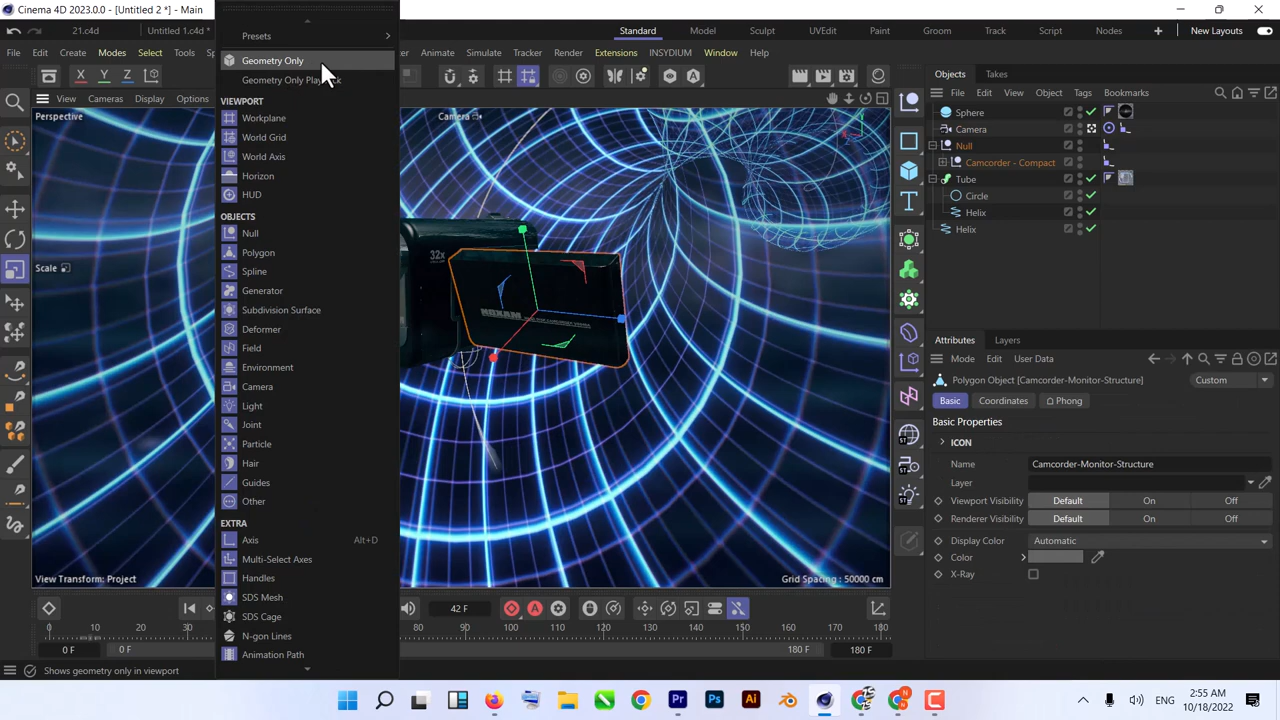 Cinema 4D 2023.0.0 - [Untitled 2 *] - Main
21.c4d
Untitled 1.c4d *
Standard
Model
UVEdit
Paint
Groom
Track
Script
Nodes
New Layouts
File
Edit
Create
Modes
Select
Tools
Animate
Simulate
Tracker
Render
Extensions
INSYDIUM
Window
Help
X
Y
Z
View
Cameras
Display
Options
Perspective
Camera
Scale
Presets
Geometry Only
VIEWPORT
Workplane
World Grid
World Axis
Horizon
HUD
OBJECTS
Null
Polygon
Spline
Generator
Subdivision Surface
Deformer
Field
Environment
Camera
Light
Joint
Particle
Hair
Guides
Other
EXTRA
Axis Alt+D
Multi-Select Axes
Handles
SDS Mesh
SDS Cage
N-gon Lines
Animation Path
32x
View Transform: Project
Grid Spacing : 50000 cm
Objects
Takes
File
Edit
View
Object
Tags
Bookmarks
Sphere
Camera
Null
Camcorder - Compact
Tube
Circle
Helix
Helix
Attributes
Layers
Mode
Edit
User Data
Polygon Object [Camcorder-Monitor-Structure]
Custom
Basic
Coordinates
Phong
Basic Properties
ICON
Name Camcorder-Monitor-Structure
Layer
Viewport Visibility Default On Off
Renderer Visibility Default On Off
Display Color Automatic
Color
X-Ray
42 F
0
10
80
90
100
110
120
130
140
150
160
170
180
0 F
0 F
180 F
180 F
Shows geometry only in viewport
ENG
2:55 AM
10/18/2022